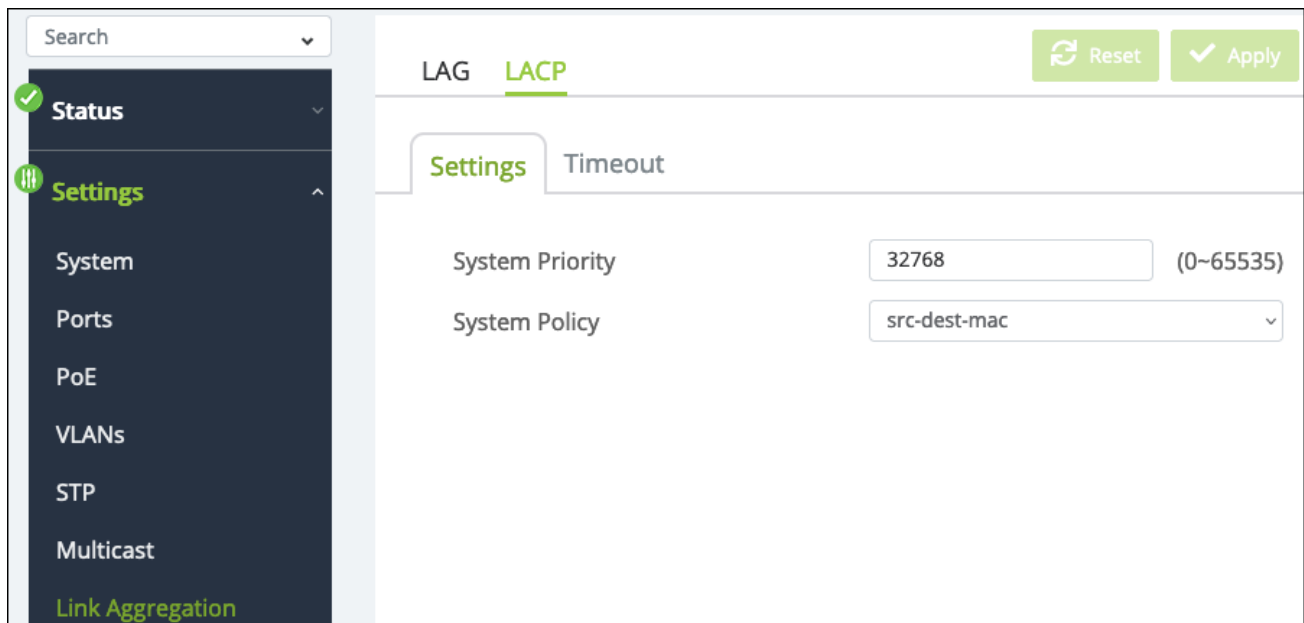 Search
Status
Settings
System
Ports
PoE
VLANs
STP
Multicast
Link Aggregation
LAG LACP
Reset Apply
Settings Timeout
System Priority 32768 (0~65535)
System Policy src-dest-mac